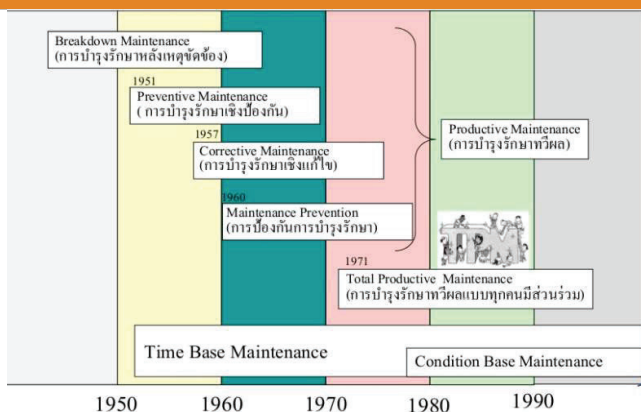 Breakdown Maintenance
(การบำรุงรักษาหลังเหตุขัดข้อง)
1951
Preventive Maintenance
( การบำรุงรักษาเชิงป้องกัน)
1957
Corrective Maintenance
(การบำรุงรักษาเชิงแก้ไข)
1960
Maintenance Prevention
(การป้องกันการบำรุงรักษา)
Productive Maintenance
(การบำรุงรักษาทวีผล)
TPM
1971
Total Productive Maintenance
(การบำรุงรักษาทวีผลแบบทุกคนมีส่วนร่วม)
Time Base Maintenance
Condition Base Maintenance
1950 1960 1970 1980 1990